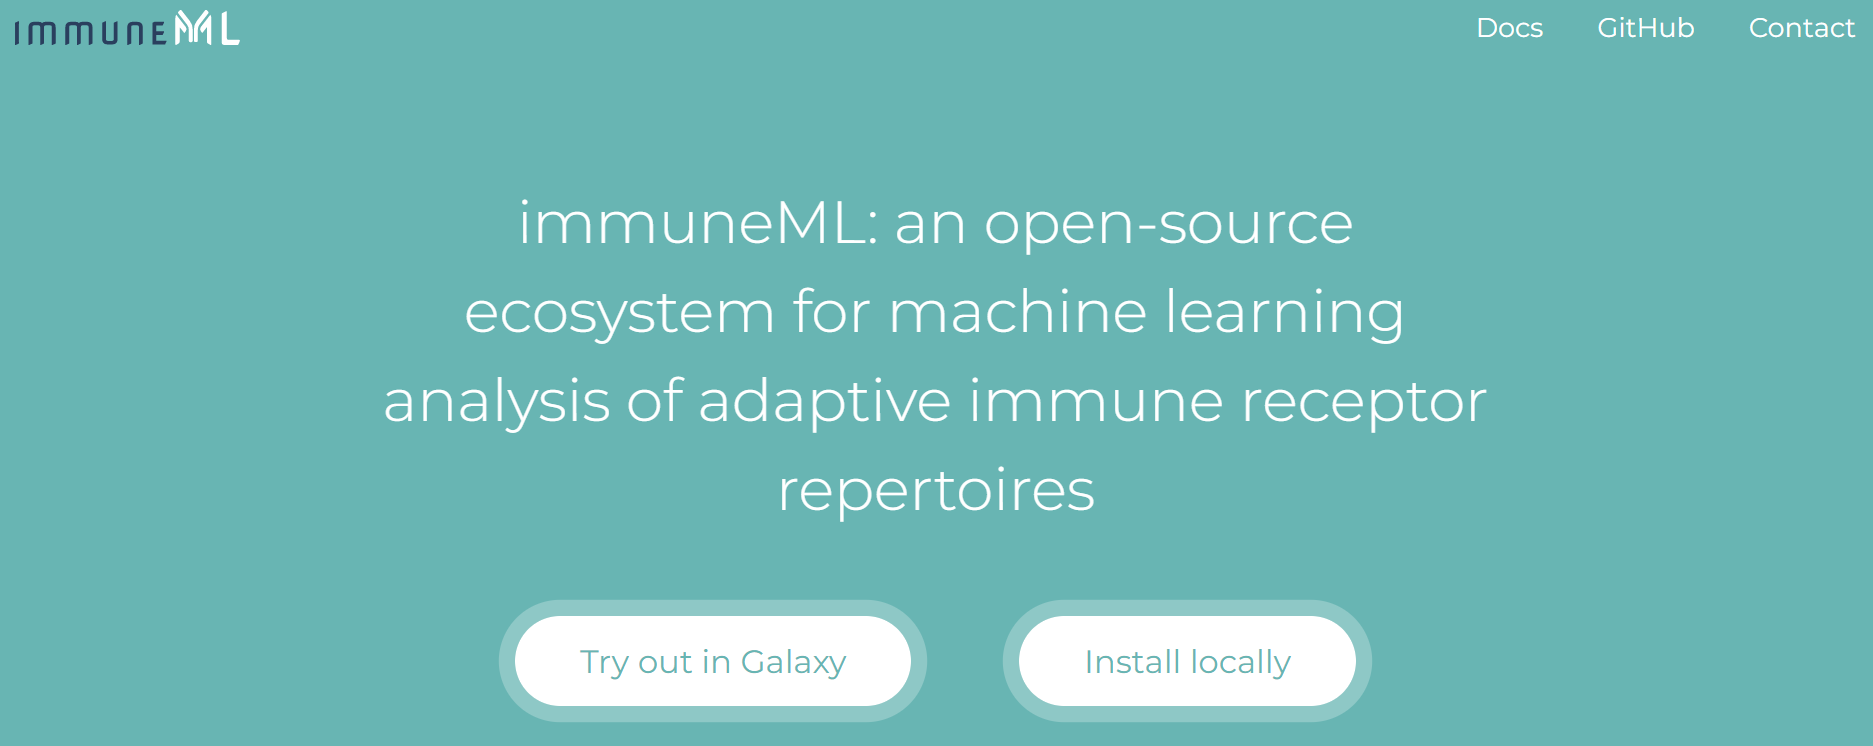 immuneML
Docs GitHub Contact
immuneML: an open-source
ecosystem for machine learning
analysis of adaptive immune receptor
repertoires
Try out in Galaxy Install locally